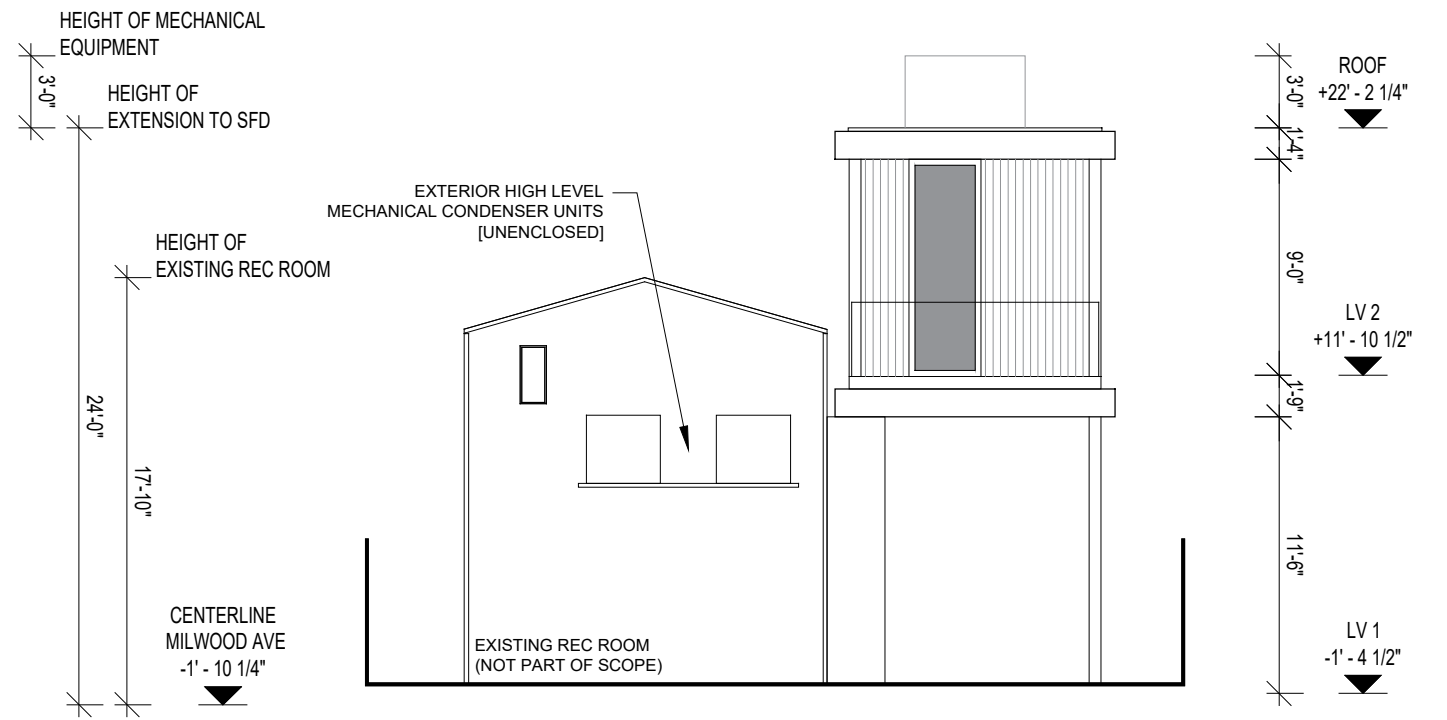 HEIGHT OF MECHANICAL
EQUIPMENT
3'-0"
HEIGHT OF
EXTENSION TO SFD
24'-0"
HEIGHT OF
EXISTING REC ROOM
17'-10"
CENTERLINE
MILWOOD AVE
-1' - 10 1/4"
EXTERIOR HIGH LEVEL
MECHANICAL CONDENSER UNITS
[UNENCLOSED]
EXISTING REC ROOM
(NOT PART OF SCOPE)
3'-0"
1'-4"
9'-0"
1'-9"
11'-6"
ROOF
+22' - 2 1/4"
LV 2
+11' - 10 1/2"
LV 1
-1' - 4 1/2"